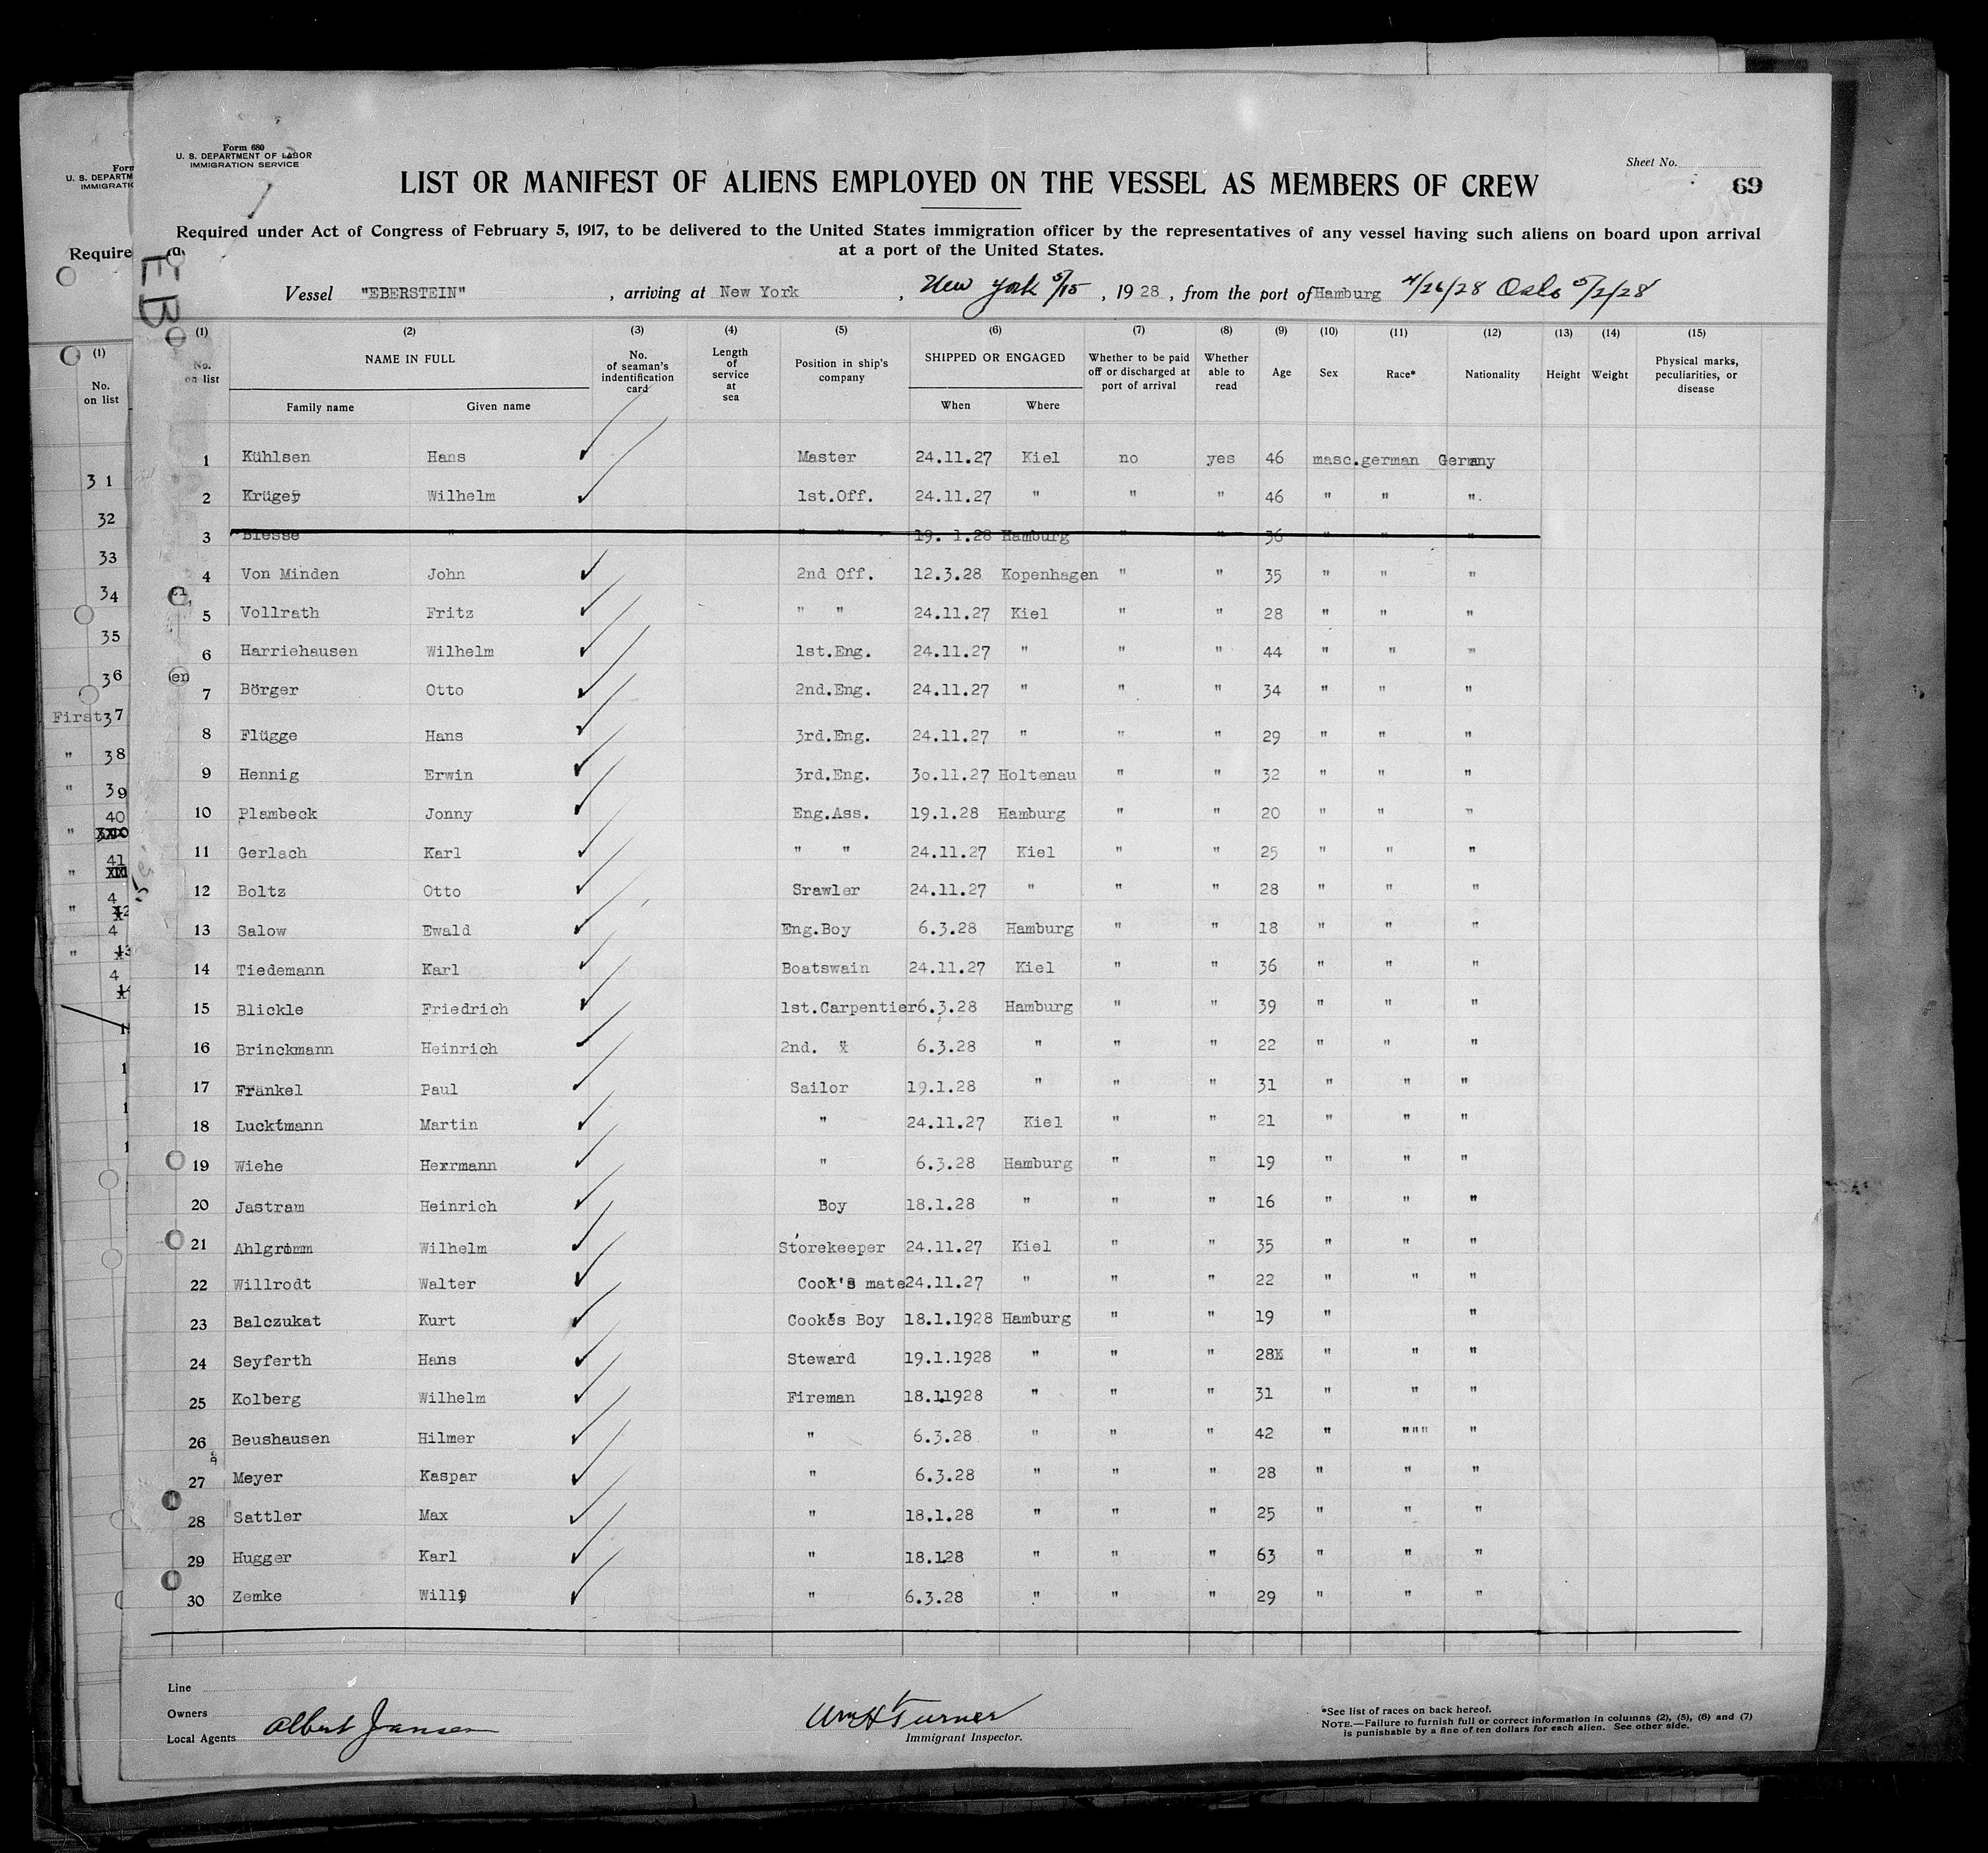 Form 680
U. S. DEPARTMENT OF LABOR
IMMIGRATION SERVICE
Sheet No.
69
LIST OR MANIFEST OF ALIENS EMPLOYED ON THE VESSEL AS MEMBERS OF CREW
Required under Act of Congress of February 5, 1917, to be delivered to the United States immigration officer by the representatives of any vessel having such aliens on board upon arrival
at a port of the United States.
Vessel "EBERSTEIN" , arriving at New York , New York 5/15 , 1928 , from the port of Hamburg 4/26/28 Oslo 5/2/28
(1) (2) (3) (4) (5) (6) (7) (8) (9) (10) (11) (12) (13) (14) (15)
No. on list NAME IN FULL Family name Given name No. of seaman's indentification card Length of service at sea Position in ship's company SHIPPED OR ENGAGED When Where Whether to be paid off or discharged at port of arrival Whether able to read Age Sex Race* Nationality Height Weight Physical marks, peculiarities, or disease
1 Kühlsen Hans Master 24.11.27 Kiel no yes 46 masc. german Germany
2 Krüger Wilhelm 1st.Off. 24.11.27 " " " 46 " " "
3 Blesse " " " 19. 1.28 Hamburg " " 36 " " "
4 Von Minden John 2nd Off. 12.3.28 Kopenhagen " " 35 " " "
5 Vollrath Fritz " " 24.11.27 Kiel " " 28 " " "
6 Harriehausen Wilhelm 1st.Eng. 24.11.27 " " " 44 " " "
7 Börger Otto 2nd.Eng. 24.11.27 " " " 34 " " "
8 Flügge Hans 3rd.Eng. 24.11.27 " " " 29 " " "
9 Hennig Erwin 3rd.Eng. 3o.11.27 Holtenau " " 32 " " "
10 Plambeck Jonny Eng.Ass. 19.1.28 Hamburg " " 20 " " "
11 Gerlach Karl " " 24.11.27 Kiel " " 25 " " "
12 Boltz Otto Srawler 24.11.27 " " " 28 " " "
13 Salow Ewald Eng.Boy 6.3.28 Hamburg " " 18 " " "
14 Tiedemann Karl Boatswain 24.11.27 Kiel " " 36 " " "
15 Blickle Friedrich 1st.Carpentier 6.3.28 Hamburg " " 39 " " "
16 Brinckmann Heinrich 2nd. " 6.3.28 " " " 22 " " "
17 Fränkel Paul Sailor 19.1.28 " " " 31 " " "
18 Lucktmann Martin " 24.11.27 Kiel " " 21 " " "
19 Wiehe Herrmann " 6.3.28 Hamburg " " 19 " " "
20 Jastram Heinrich Boy 18.1.28 " " " 16 " " "
21 Ahlgrimm Wilhelm Storekeeper 24.11.27 Kiel " " 35 " " "
22 Willrodt Walter Cook's mate 24.11.27 " " " 22 " " "
23 Balczukat Kurt Cook's Boy 18.1.1928 Hamburg " " 19 " "
24 Seyferth Hans Steward 19.1.1928 " " " 28 " " "
25 Kolberg Wilhelm Fireman 18.1.1928 " " " 31 " " "
26 Beushausen Hilmer " 6.3.28 " " " 42 " " " " "
27 Meyer Kaspar " 6.3.28 " " " 28 " " "
28 Sattler Max " 18.1.28 " " " 25 " " "
29 Hugger Karl " 18.1.28 " " " 63 " " "
30 Zemke Willy " 6.3.28 " " " 29 " " "
Line
Owners
Local Agents Albert Jansen
Wm H Turner
Immigrant Inspector.
*See list of races on back hereof.
NOTE.—Failure to furnish full or correct information in columns (2), (5), (6) and (7)
is punishable by a fine of ten dollars for each alien. See other side.
Form
U. S. DEPARTM
IMMIGRATI
Require
(1)
No.
on list
31
32
33
34
35
36
First 37
" 38
" 39
" 40
" 41